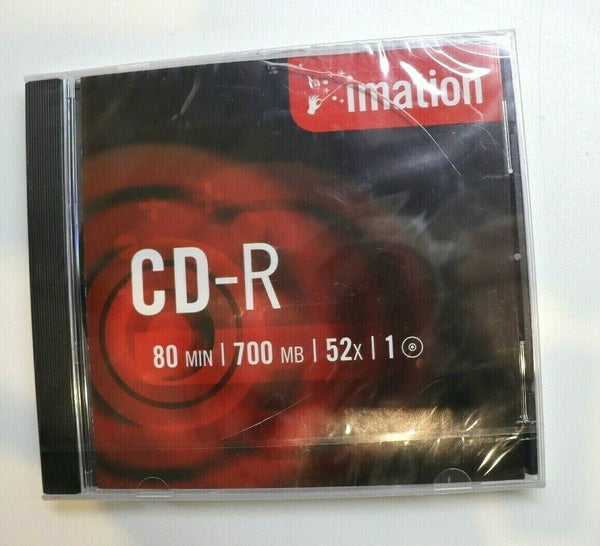 imation
CD-R
80 MIN | 700 MB | 52X | 1